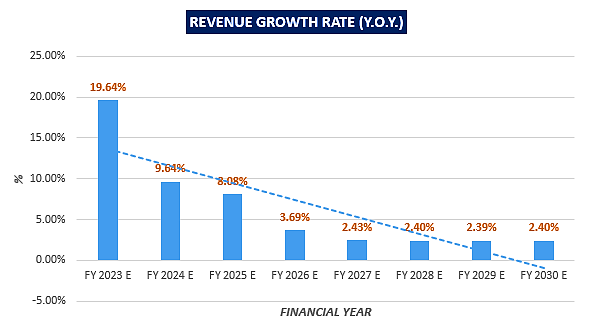 REVENUE GROWTH RATE (Y.O.Y.)
25.00%
20.00%
15.00%
10.00%
5.00%
0.00%
-5.00%
%
19.64%
9.64%
8.08%
3.69%
2.43%
2.40%
2.39%
2.40%
FY 2023 E
FY 2024 E
FY 2025 E
FY 2026 E
FY 2027 E
FY 2028 E
FY 2029 E
FY 2030 E
FINANCIAL YEAR